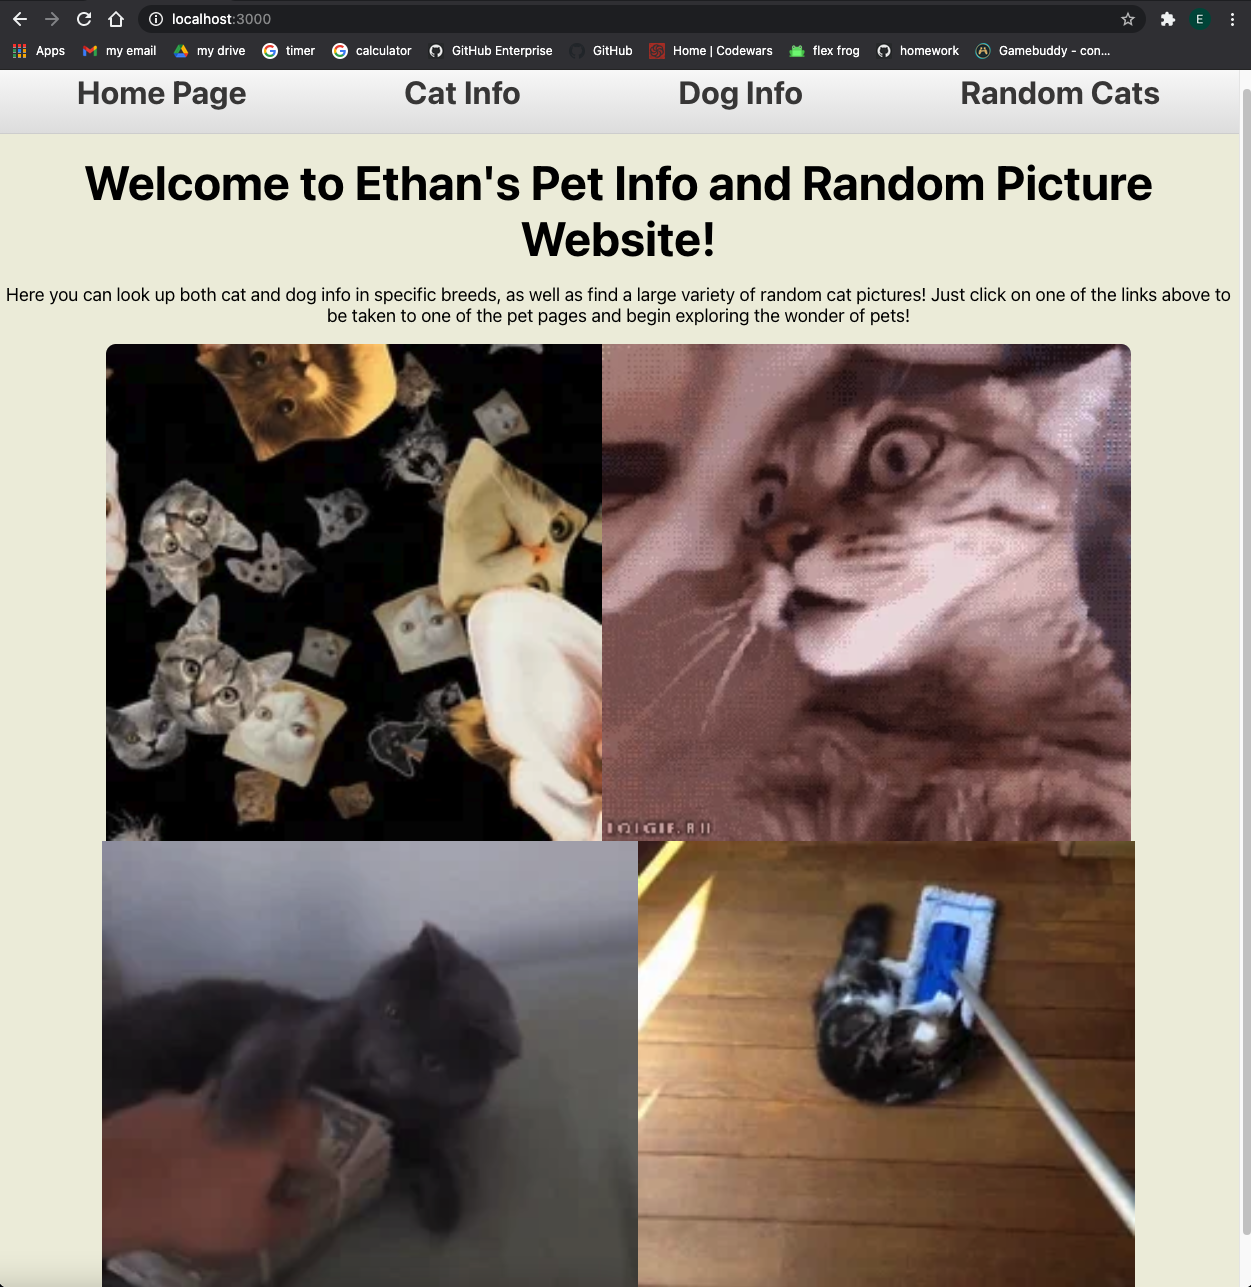 localhost:3000
E
Apps my email my drive timer calculator GitHub Enterprise GitHub Home | Codewars flex frog homework Gamebuddy - con...
Home Page Cat Info Dog Info Random Cats
Welcome to Ethan's Pet Info and Random Picture
Website!
Here you can look up both cat and dog info in specific breeds, as well as find a large variety of random cat pictures! Just click on one of the links above to
be taken to one of the pet pages and begin exploring the wonder of pets!